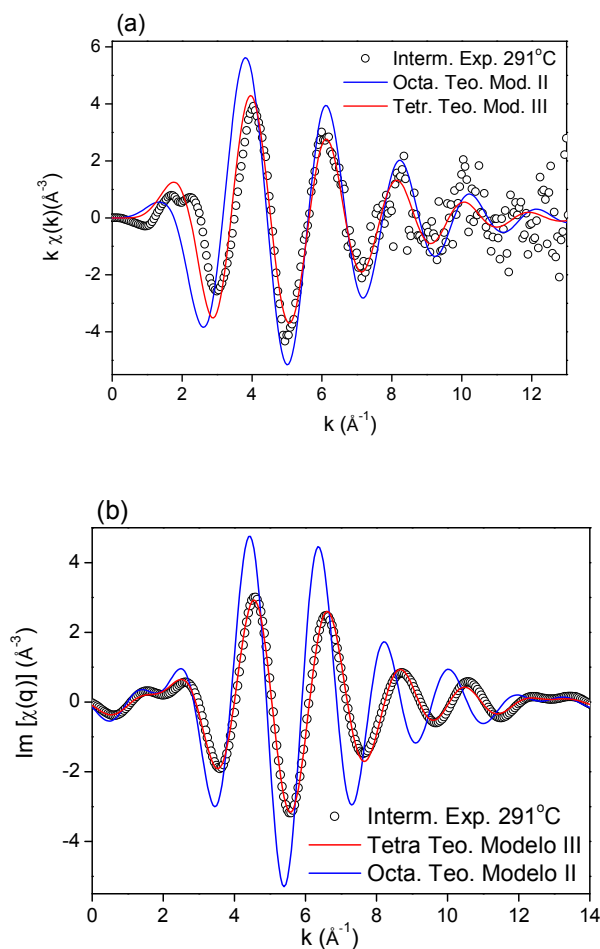 (a)
6
4
2
0
-2
-4
k χ(k)(Å⁻³)
Interm. Exp. 291°C
Octa. Teo. Mod. II
Tetr. Teo. Mod. III
0 2 4 6 8 10 12
k (Å⁻¹)
(b)
4
2
0
-2
-4
Im [χ(q)] (Å⁻³)
Interm. Exp. 291°C
Tetra Teo. Modelo III
Octa. Teo. Modelo II
0 2 4 6 8 10 12 14
k (Å⁻¹)